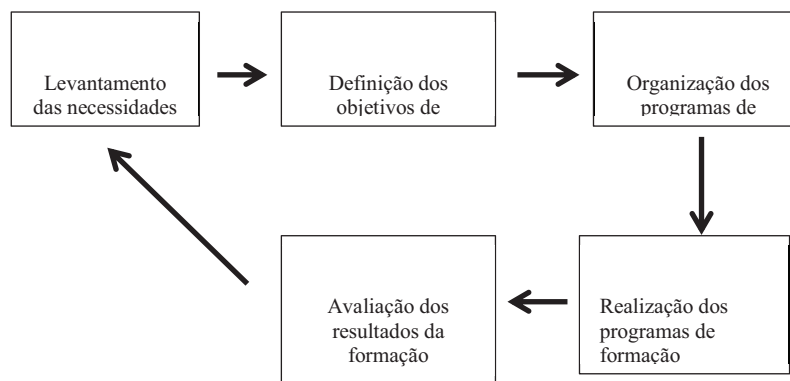 Levantamento
das necessidades
Definição dos
objetivos de
Organização dos
programas de
Avaliação dos
resultados da
formação
Realização dos
programas de
formação